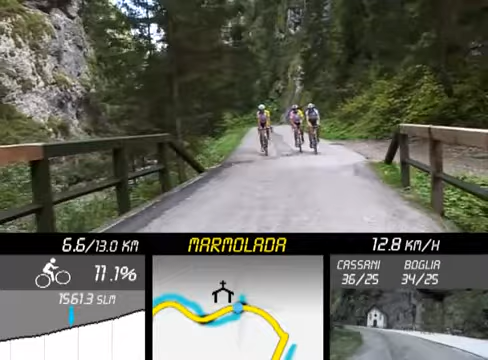 6.6/13.0 KM
MARMOLADA
12.8 KM/H
11.1%
CASSANI BOGLIA
36/25 34/25
1561.3 SLM